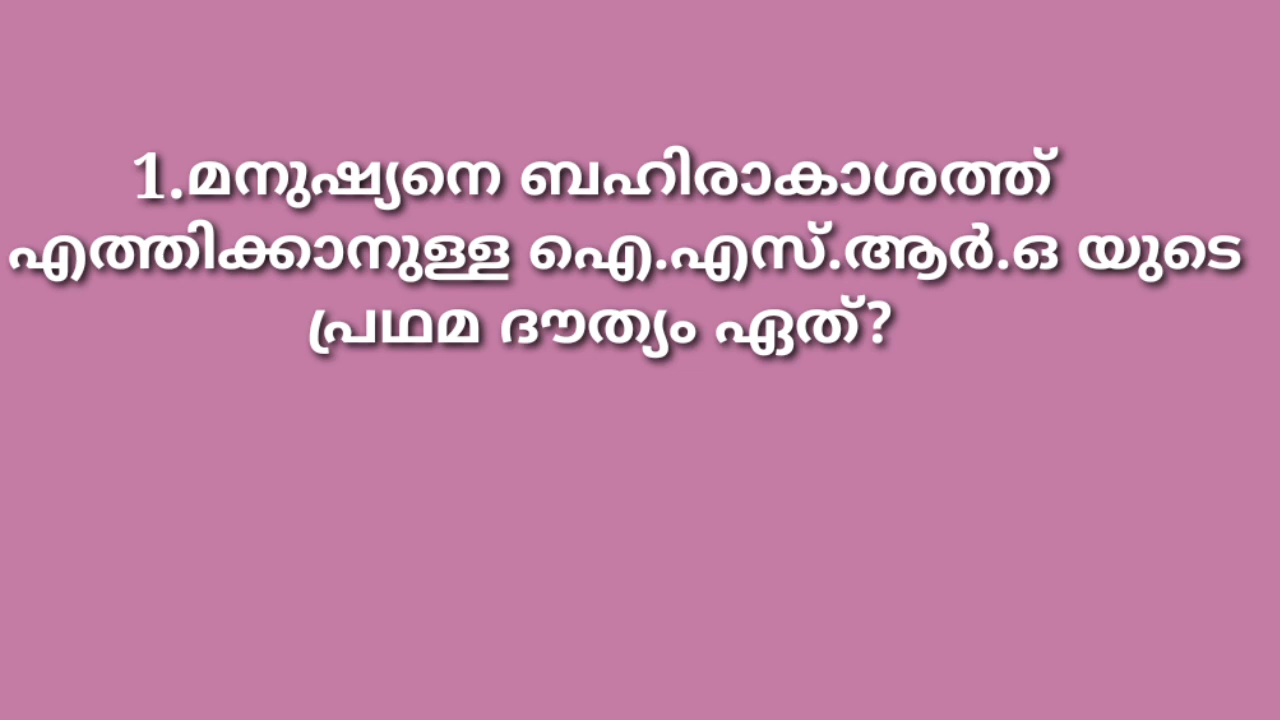 1.മനുഷ്യനെ ബഹിരാകാശത്ത്
എത്തിക്കാനുള്ള ഐ.എസ്.ആർ.ഒ യുടെ
പ്രഥമ ദൗത്യം ഏത്?